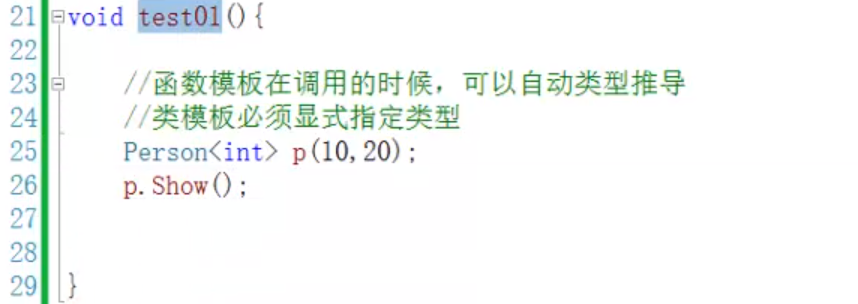 21 void test01(){
22
23 //函数模板在调用的时候，可以自动类型推导
24 //类模板必须显式指定类型
25 Person<int> p(10,20);
26 p.Show();
27
28
29 }